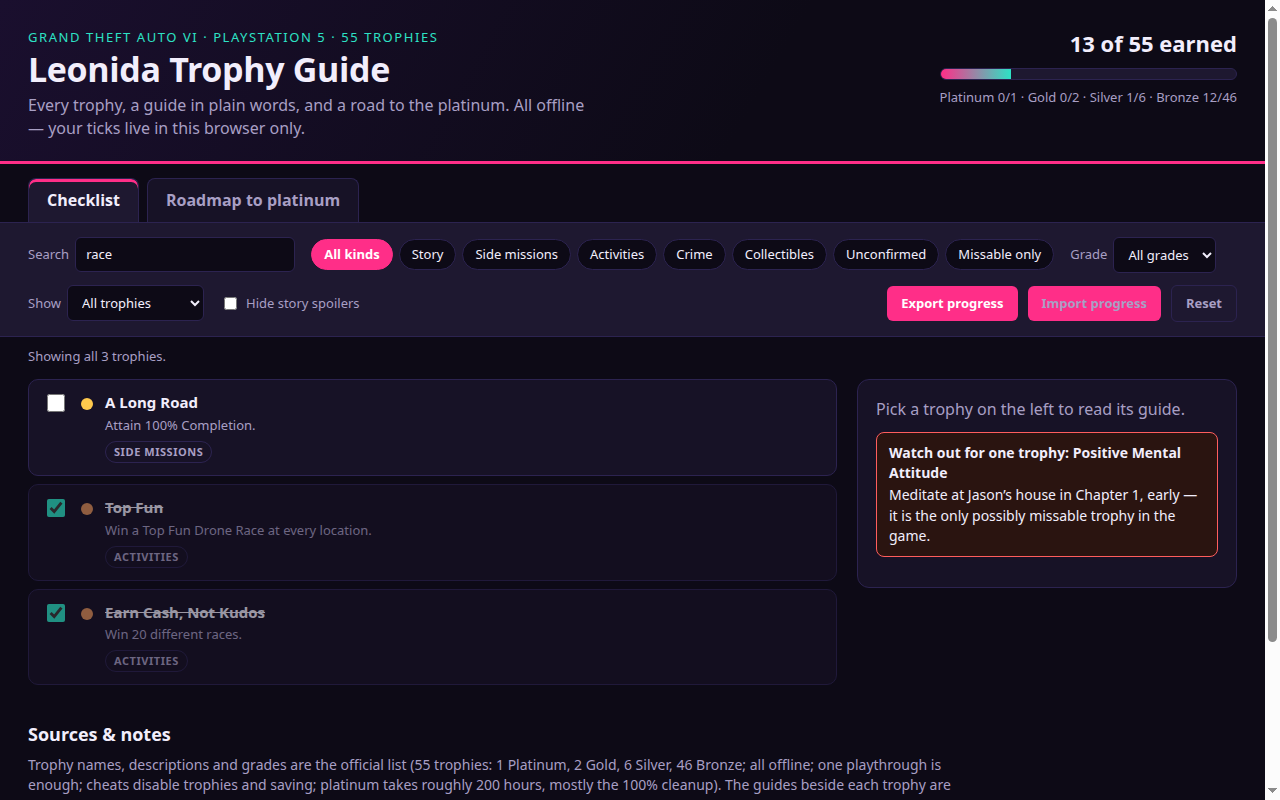 GRAND THEFT AUTO VI · PLAYSTATION 5 · 55 TROPHIES
Leonida Trophy Guide
Every trophy, a guide in plain words, and a road to the platinum. All offline
— your ticks live in this browser only.
13 of 55 earned
Platinum 0/1 · Gold 0/2 · Silver 1/6 · Bronze 12/46
Checklist
Roadmap to platinum
Search
race
All kinds
Story
Side missions
Activities
Crime
Collectibles
Unconfirmed
Missable only
Grade
All grades
Show
All trophies
Hide story spoilers
Export progress
Import progress
Reset
Showing all 3 trophies.
A Long Road
Attain 100% Completion.
SIDE MISSIONS
Top Fun
Win a Top Fun Drone Race at every location.
ACTIVITIES
Earn Cash, Not Kudos
Win 20 different races.
ACTIVITIES
Pick a trophy on the left to read its guide.
Watch out for one trophy: Positive Mental
Attitude
Meditate at Jason’s house in Chapter 1, early —
it is the only possibly missable trophy in the
game.
Sources & notes
Trophy names, descriptions and grades are the official list (55 trophies: 1 Platinum, 2 Gold, 6 Silver, 46 Bronze; all offline; one playthrough is
enough; cheats disable trophies and saving; platinum takes roughly 200 hours, mostly the 100% cleanup). The guides beside each trophy are